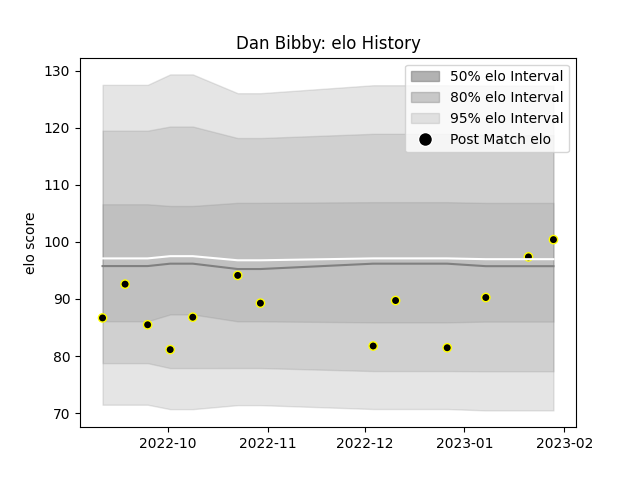 Dan Bibby: elo History
130
120
110
100
90
80
70
elo score
50% elo Interval
80% elo Interval
95% elo Interval
Post Match elo
2022-10
2022-11
2022-12
2023-01
2023-02